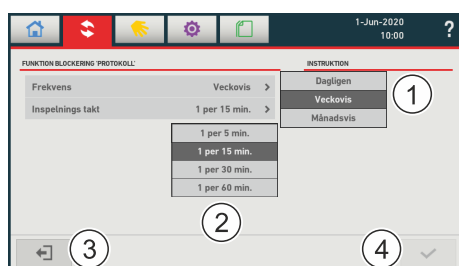 1-Jun-2020
10:00
?
FUNKTION BLOCKERING 'PROTOKOLL'
INSTRUKTION
Frekvens Veckovis >
Inspelnings takt 1 per 15 min. >
Dagligen
Veckovis
Månadsvis
1
1 per 5 min.
1 per 15 min.
1 per 30 min.
1 per 60 min.
2
3
4